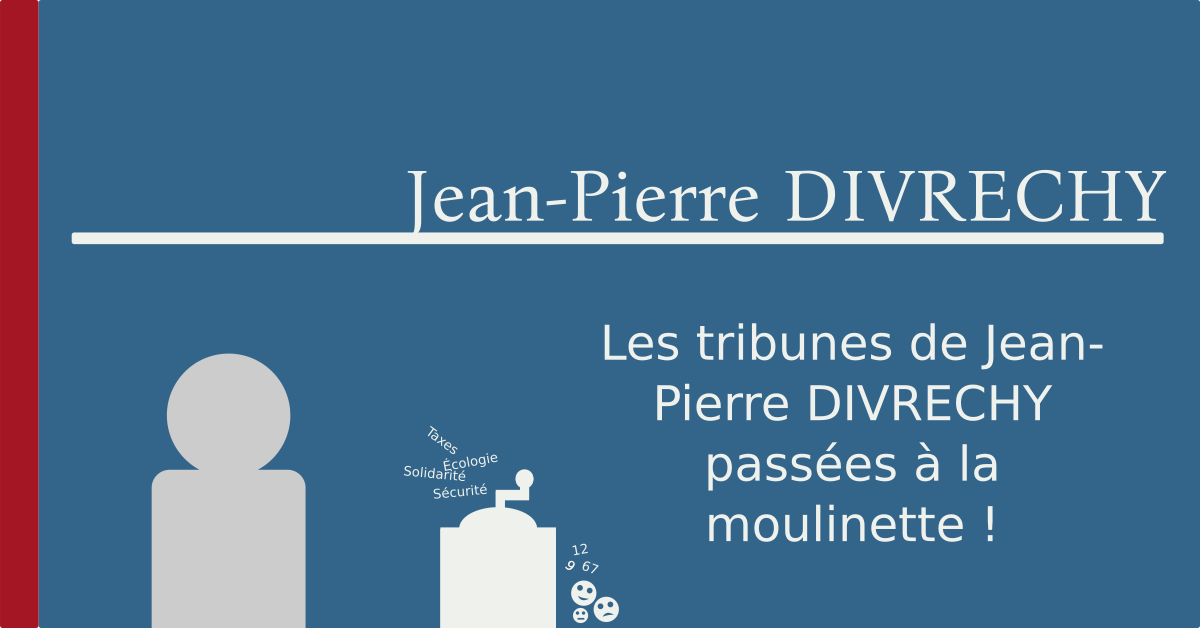 Jean-Pierre DIVRECHY
Les tribunes de Jean-
Pierre DIVRECHY
passées à la
moulinette !
Taxes
Écologie
Solidarité
Sécurité
12
9 67